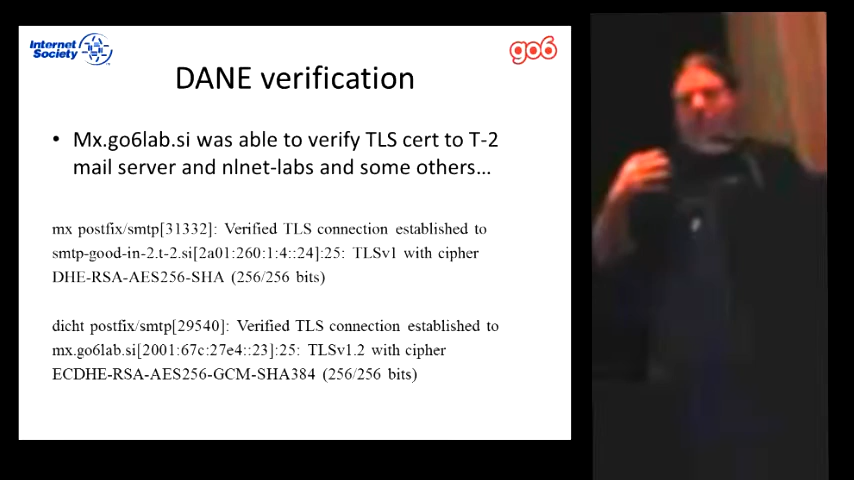 Internet
Society
go6
DANE verification
• Mx.go6lab.si was able to verify TLS cert to T-2
mail server and nlnet-labs and some others...
mx postfix/smtp[31332]: Verified TLS connection established to
smtp-good-in-2.t-2.si[2a01:260:1:4::24]:25: TLSv1 with cipher
DHE-RSA-AES256-SHA (256/256 bits)
dicht postfix/smtp[29540]: Verified TLS connection established to
mx.go6lab.si[2001:67c:27e4::23]:25: TLSv1.2 with cipher
ECDHE-RSA-AES256-GCM-SHA384 (256/256 bits)